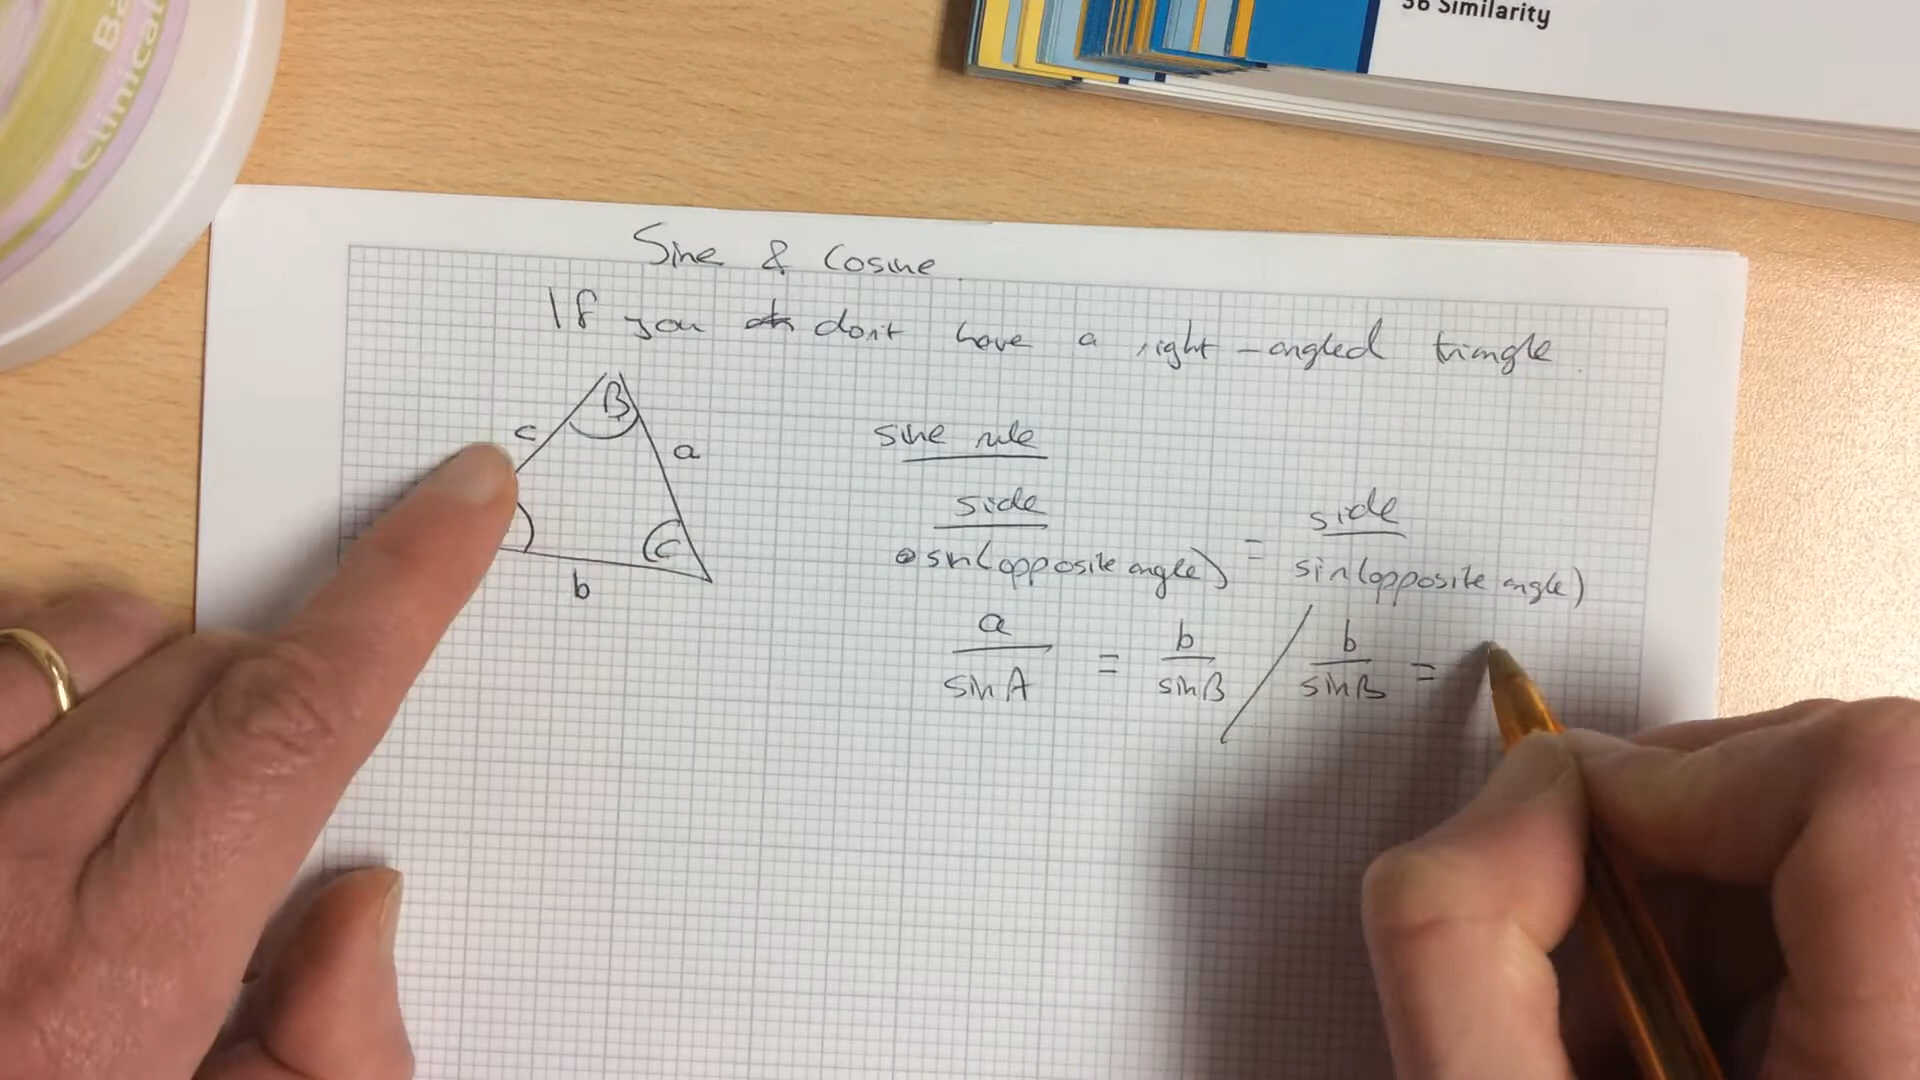 36 Similarity
Clinical
Sine & Cosine
If you don't have a right-angled triangle.
B
c
a
sine rule
side = side
sin(opposite angle) sin(opposite angle)
C
b
a = b / b =
sin A sin B sin B